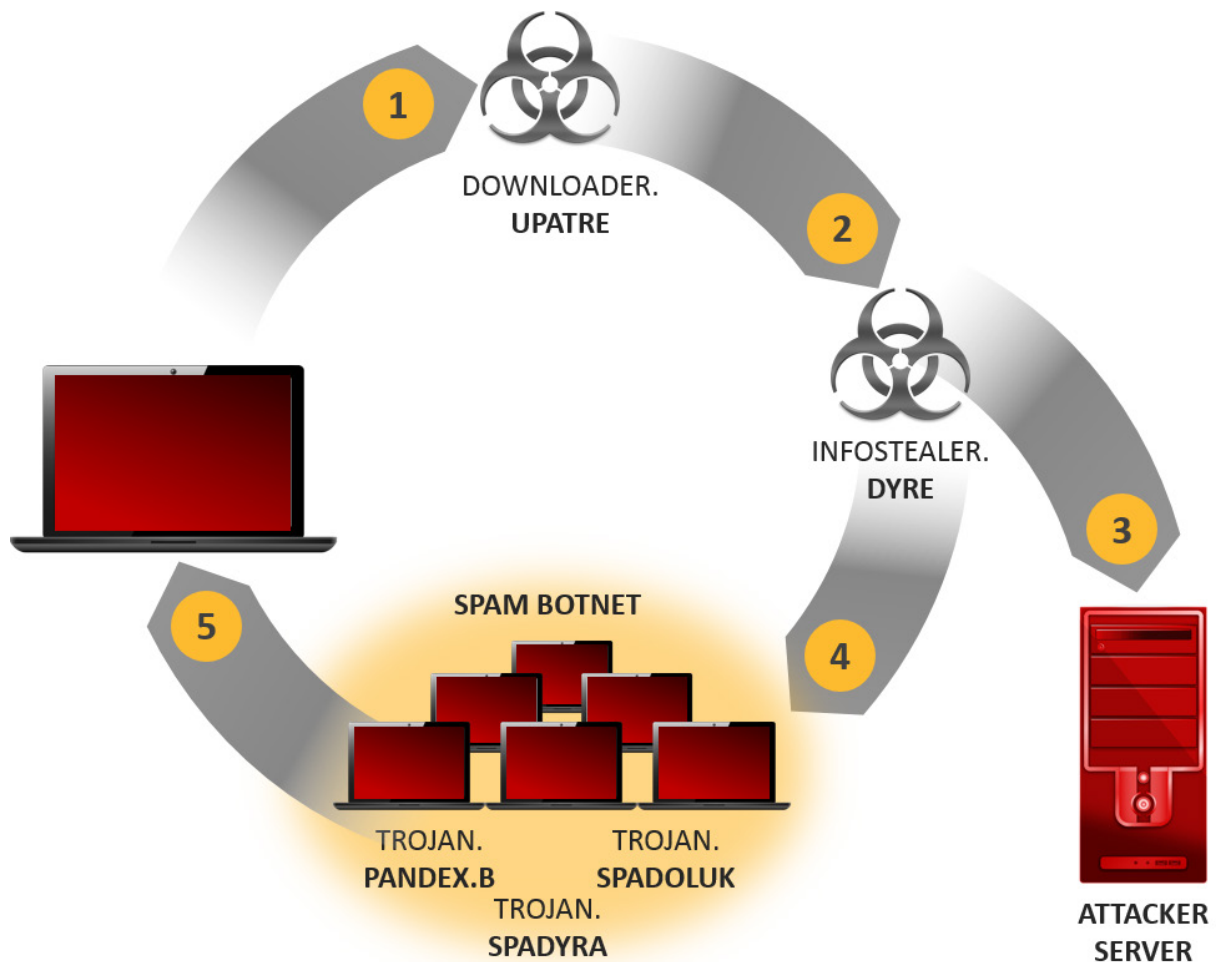 1
DOWNLOADER.
UPATRE
2
INFOSTEALER.
DYRE
3
4
5
SPAM BOTNET
TROJAN.
PANDEX.B
TROJAN.
SPADOLUK
TROJAN.
SPADYRA
ATTACKER
SERVER